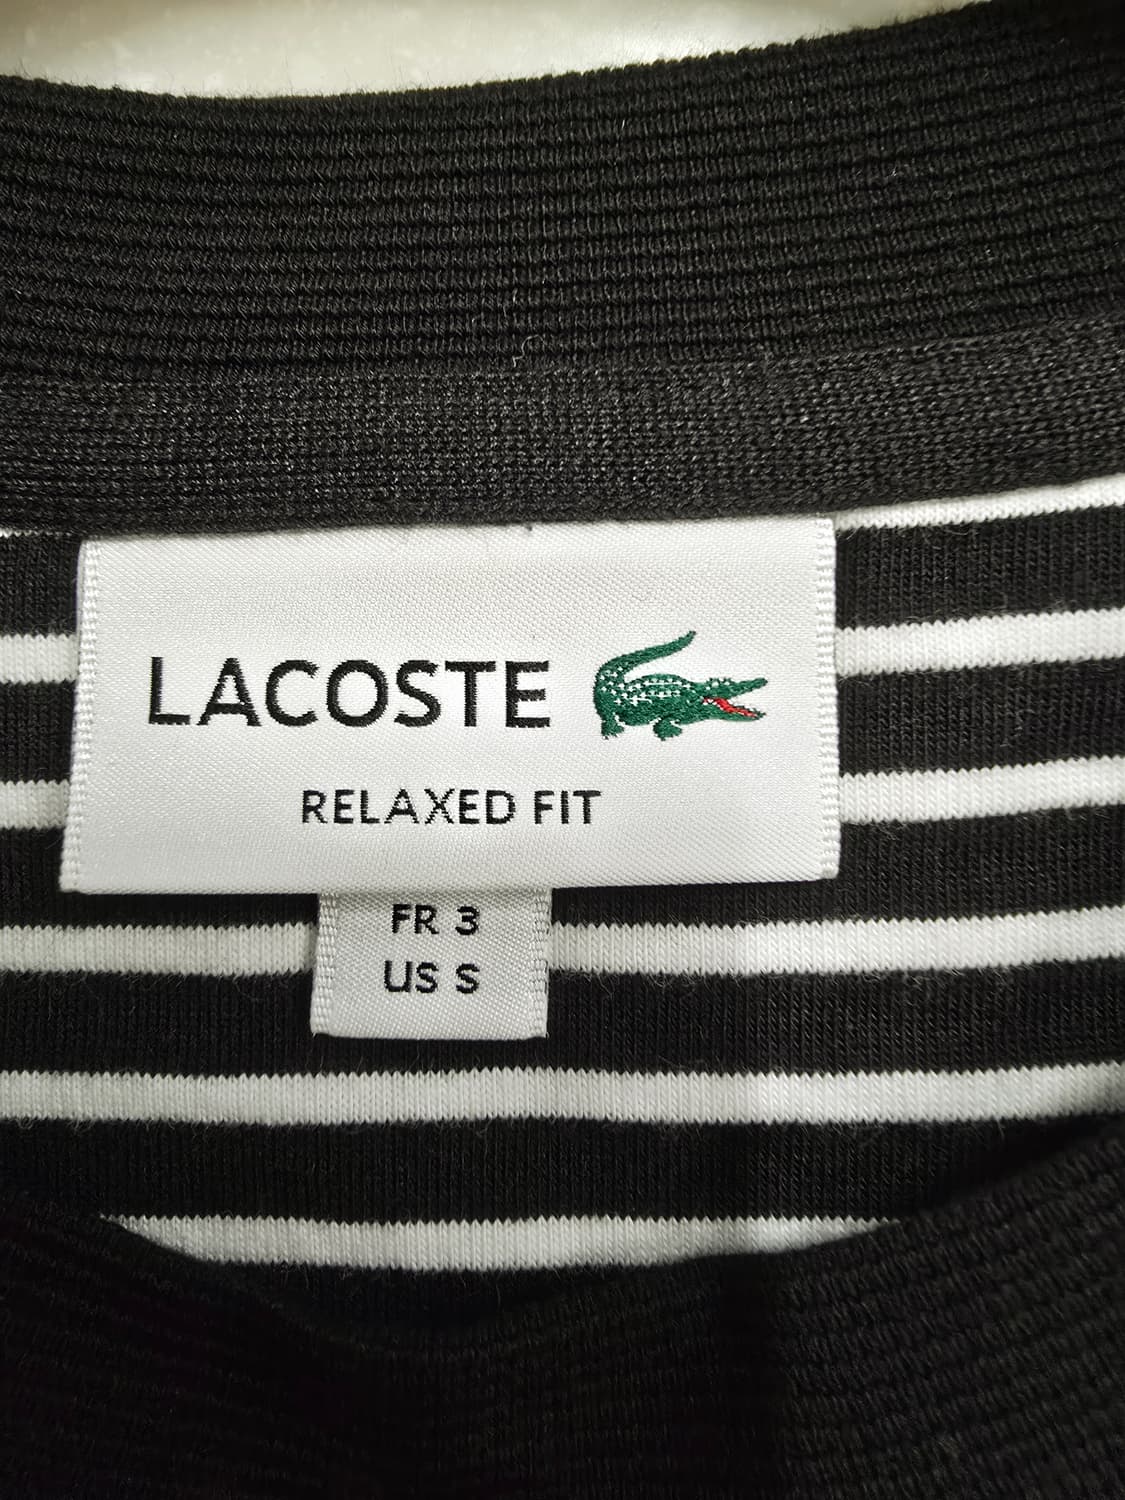 LACOSTE
RELAXED FIT
FR 3
US S